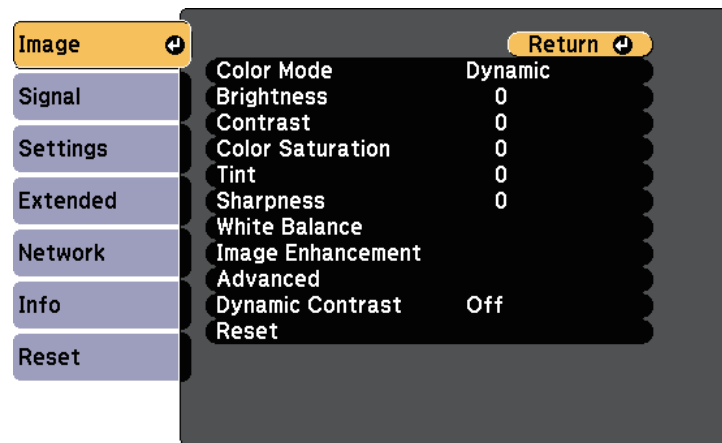 Image
Signal
Settings
Extended
Network
Info
Reset
Return
Color Mode Dynamic
Brightness 0
Contrast 0
Color Saturation 0
Tint 0
Sharpness 0
White Balance
Image Enhancement
Advanced
Dynamic Contrast Off
Reset